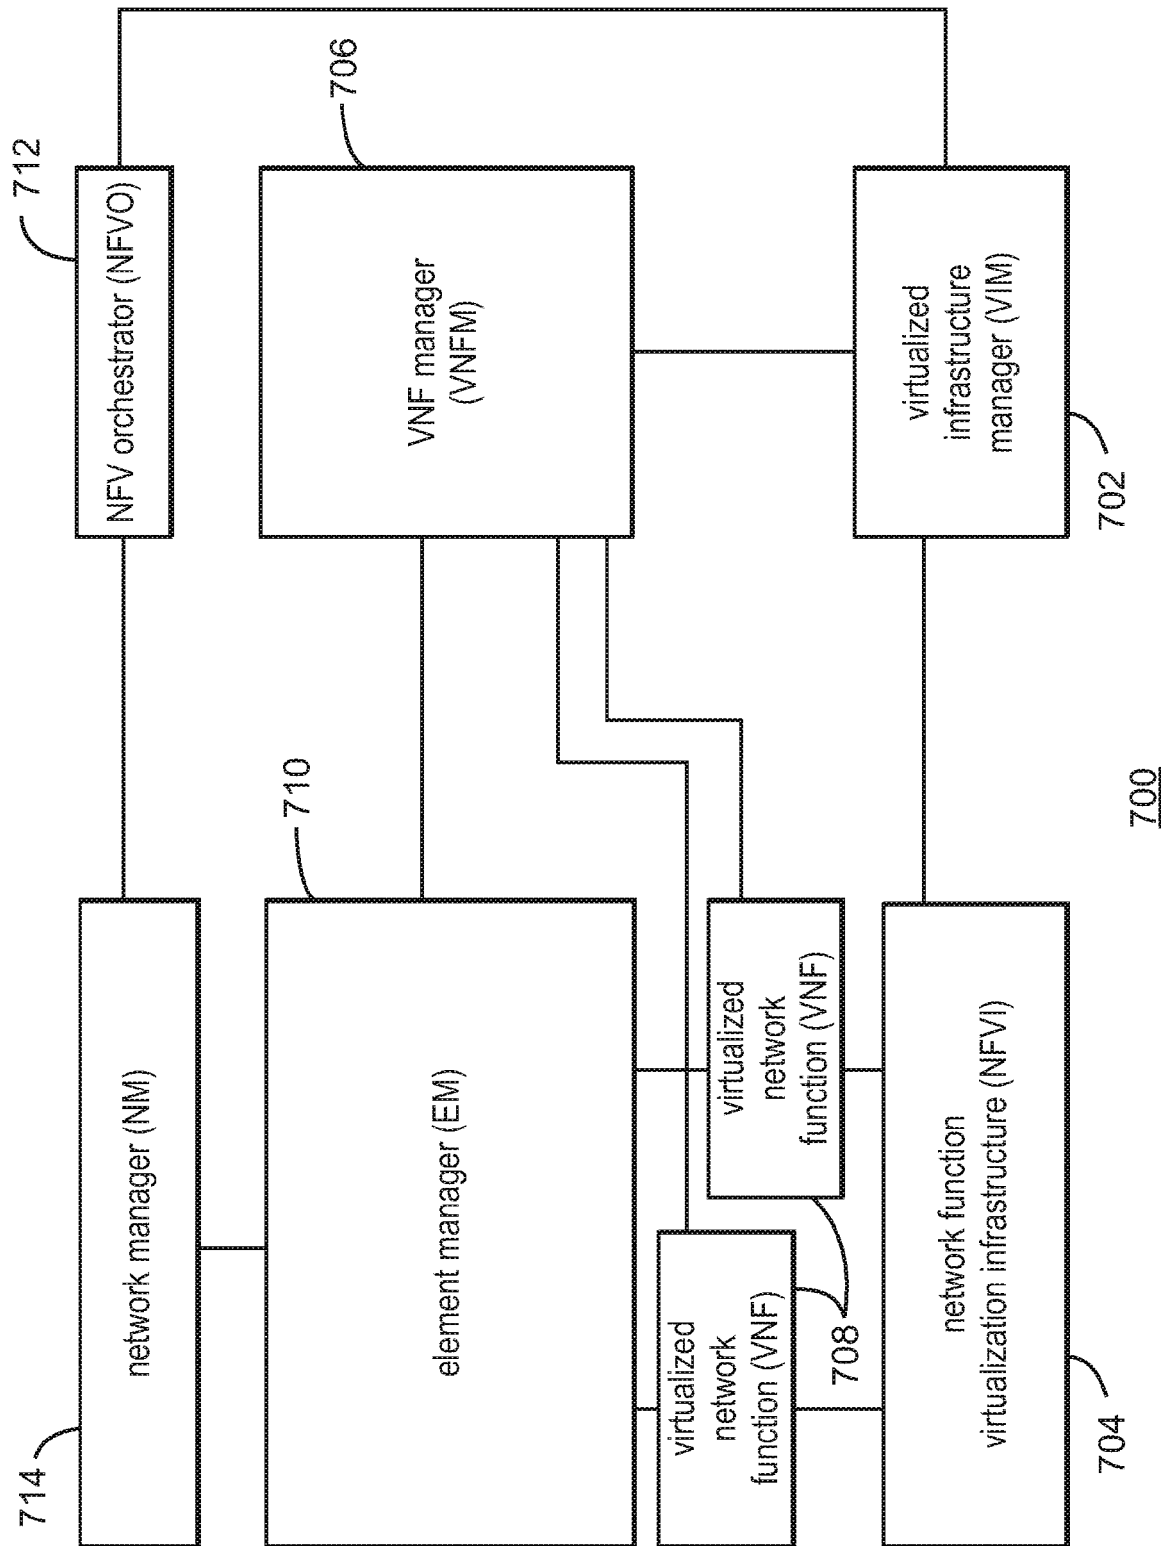 714
network manager (NM)
712
NFV orchestrator (NFVO)
710
element manager (EM)
706
VNF manager
(VNFM)
virtualized
network
function (VNF)
virtualized
network
function (VNF)
708
network function
virtualization infrastructure (NFVI)
704
virtualized
infrastructure
manager (VIM)
702
700